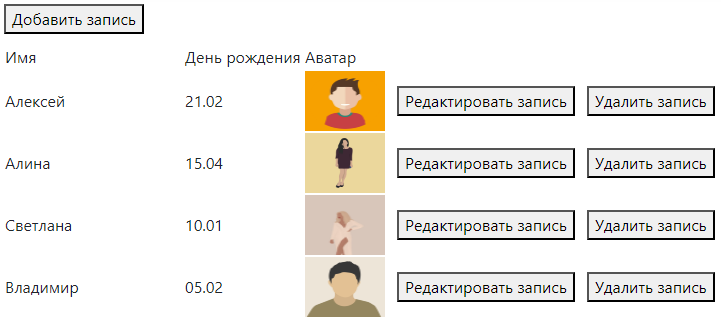 Добавить запись
Имя День рождения Аватар
Алексей 21.02 Редактировать запись Удалить запись
Алина 15.04 Редактировать запись Удалить запись
Светлана 10.01 Редактировать запись Удалить запись
Владимир 05.02 Редактировать запись Удалить запись